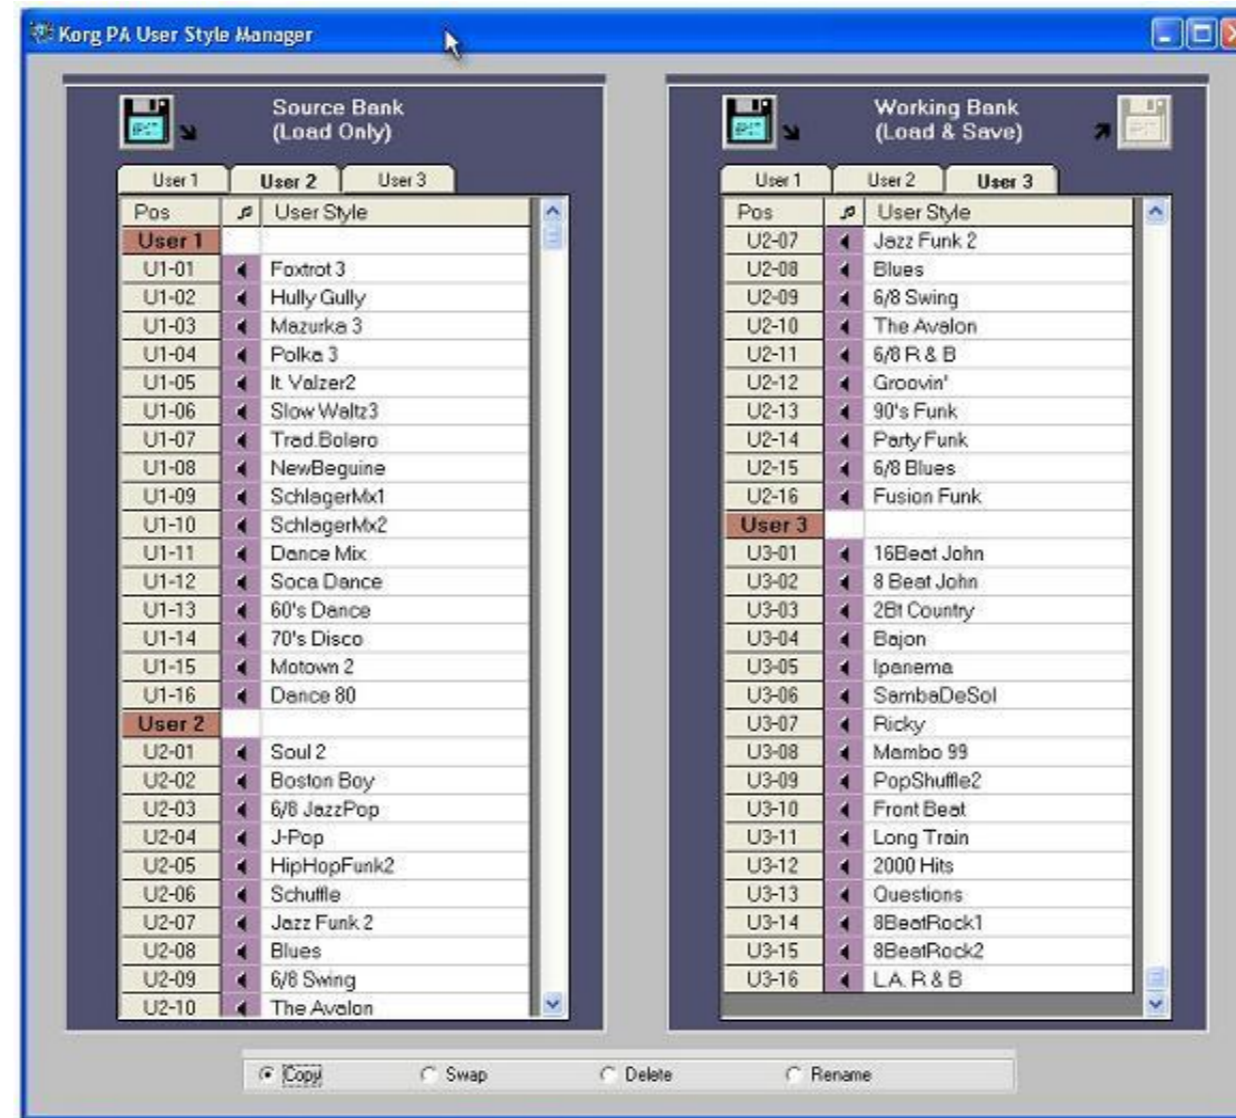 Korg PA User Style Manager
Source Bank
(Load Only)
User 1 User 2 User 3
Pos User Style
User 1
U1-01 Foxtrot 3
U1-02 Hully Gully
U1-03 Mazurka 3
U1-04 Polka 3
U1-05 It. Valzer2
U1-06 Slow Waltz3
U1-07 Trad.Bolero
U1-08 NewBeguine
U1-09 SchlagerMx1
U1-10 SchlagerMx2
U1-11 Dance Mix
U1-12 Soca Dance
U1-13 60's Dance
U1-14 70's Disco
U1-15 Motown 2
U1-16 Dance 80
User 2
U2-01 Soul 2
U2-02 Boston Boy
U2-03 6/8 JazzPop
U2-04 J-Pop
U2-05 HipHopFunk2
U2-06 Schuffle
U2-07 Jazz Funk 2
U2-08 Blues
U2-09 6/8 Swing
U2-10 The Avalon
Working Bank
(Load & Save)
User 1 User 2 User 3
Pos User Style
U2-07 Jazz Funk 2
U2-08 Blues
U2-09 6/8 Swing
U2-10 The Avalon
U2-11 6/8 R & B
U2-12 Groovin'
U2-13 90's Funk
U2-14 Party Funk
U2-15 6/8 Blues
U2-16 Fusion Funk
User 3
U3-01 16Beat John
U3-02 8 Beat John
U3-03 2Bt Country
U3-04 Bajon
U3-05 Ipanema
U3-06 SambaDeSol
U3-07 Ricky
U3-08 Mambo 99
U3-09 PopShuffle2
U3-10 Front Beat
U3-11 Long Train
U3-12 2000 Hits
U3-13 Questions
U3-14 8BeatRock1
U3-15 8BeatRock2
U3-16 L.A. R & B
Copy Swap Delete Rename